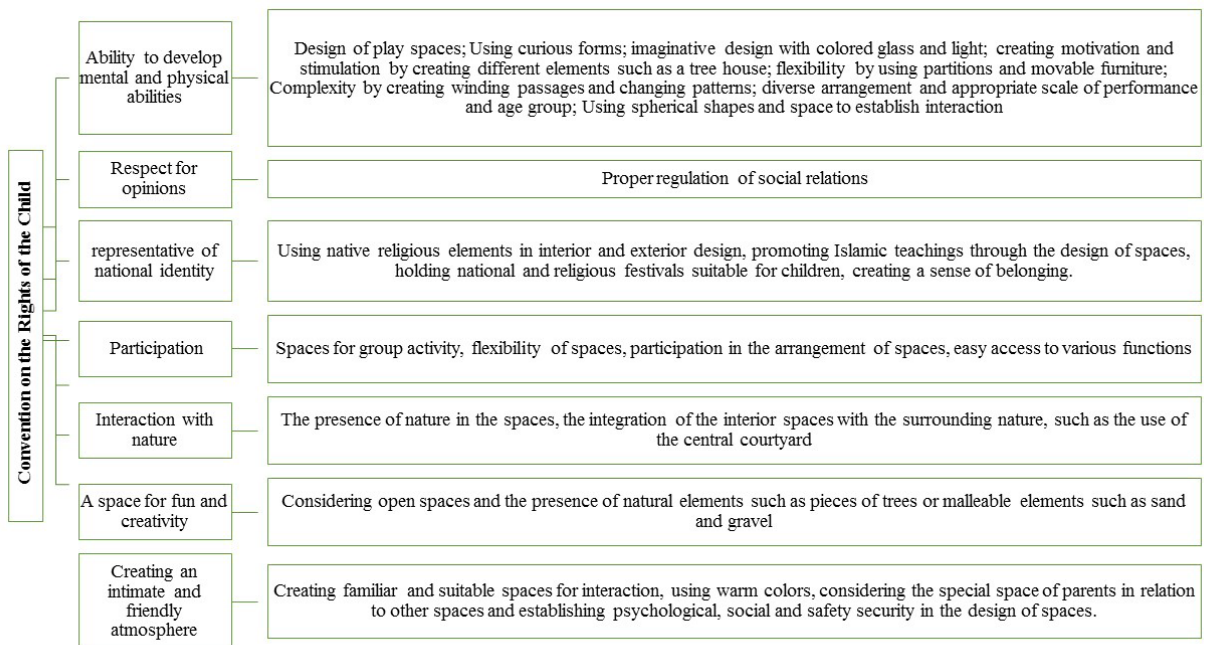 Convention on the Rights of the Child
Ability to develop
mental and physical
abilities
Design of play spaces; Using curious forms; imaginative design with colored glass and light; creating motivation and
stimulation by creating different elements such as a tree house; flexibility by using partitions and movable furniture;
Complexity by creating winding passages and changing patterns; diverse arrangement and appropriate scale of performance
and age group; Using spherical shapes and space to establish interaction
Respect for
opinions
Proper regulation of social relations
representative of
national identity
Using native religious elements in interior and exterior design, promoting Islamic teachings through the design of spaces,
holding national and religious festivals suitable for children, creating a sense of belonging.
Participation
Spaces for group activity, flexibility of spaces, participation in the arrangement of spaces, easy access to various functions
Interaction with
nature
The presence of nature in the spaces, the integration of the interior spaces with the surrounding nature, such as the use of
the central courtyard
A space for fun and
creativity
Considering open spaces and the presence of natural elements such as pieces of trees or malleable elements such as sand
and gravel
Creating an
intimate and
friendly
atmosphere
Creating familiar and suitable spaces for interaction, using warm colors, considering the special space of parents in relation
to other spaces and establishing psychological, social and safety security in the design of spaces.